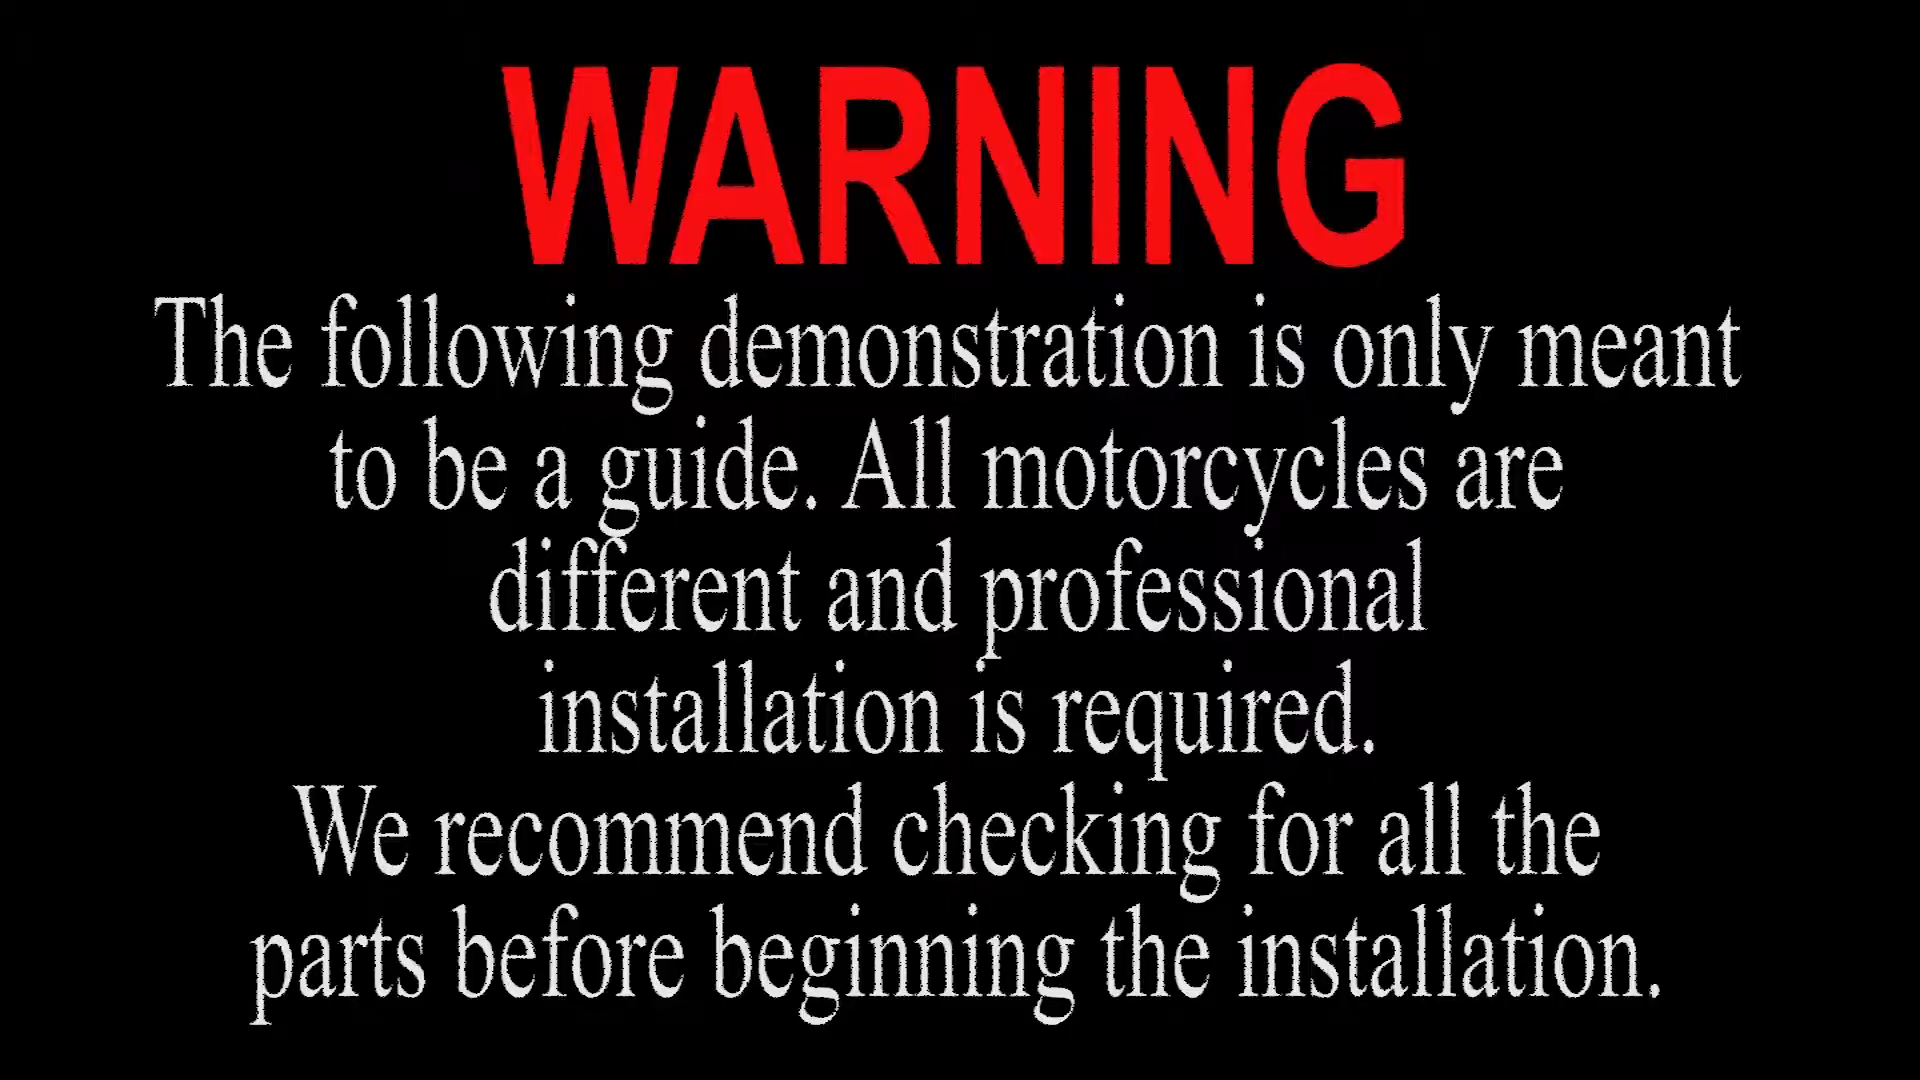 WARNING
The following demonstration is only meant
to be a guide. All motorcycles are
different and professional
installation is required.
We recommend checking for all the
parts before beginning the installation.